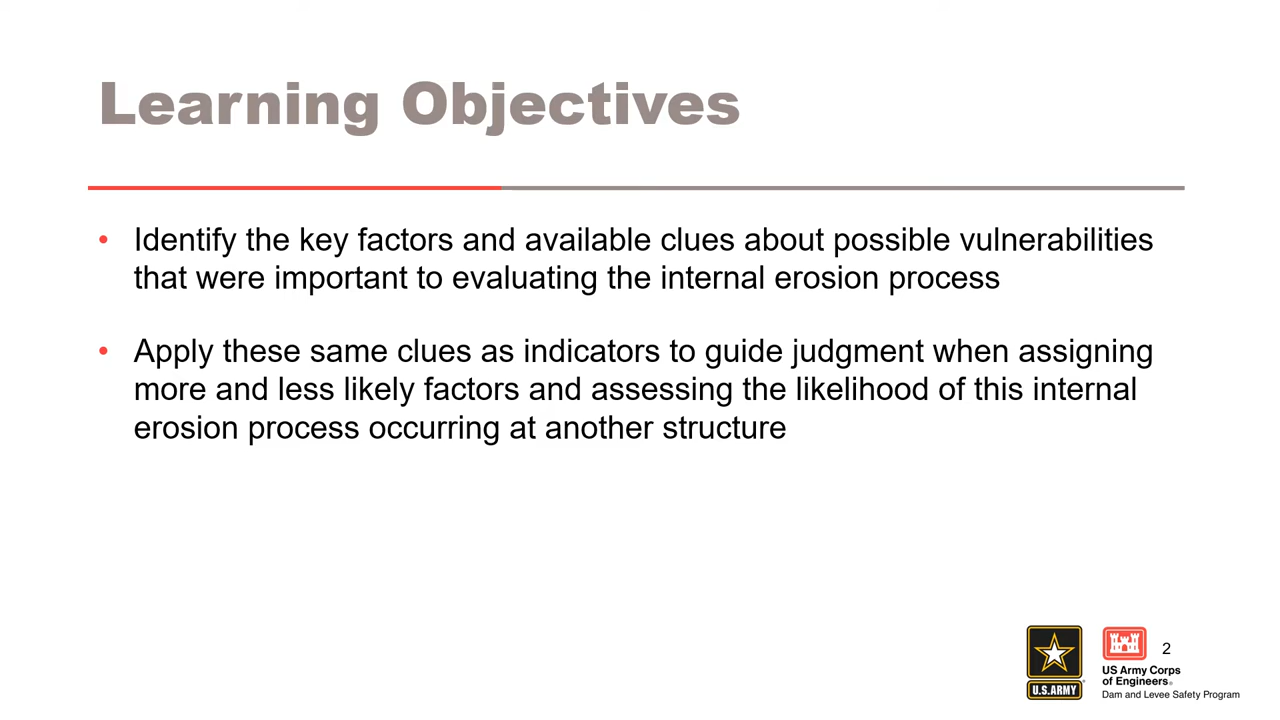 Learning Objectives
• Identify the key factors and available clues about possible vulnerabilities
that were important to evaluating the internal erosion process
• Apply these same clues as indicators to guide judgment when assigning
more and less likely factors and assessing the likelihood of this internal
erosion process occurring at another structure
U.S.ARMY
US Army Corps
of Engineers®
Dam and Levee Safety Program
2